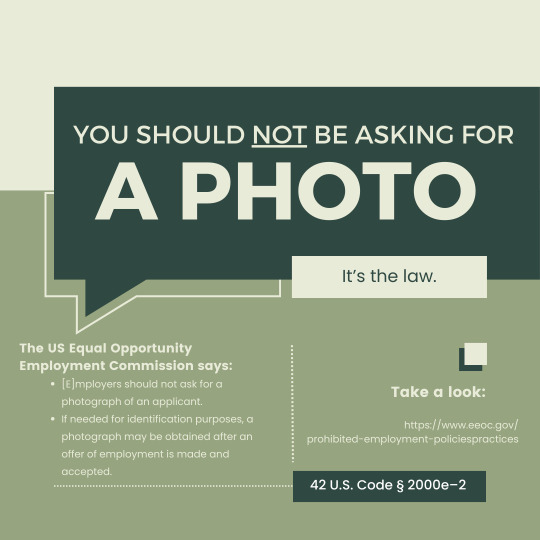 YOU SHOULD NOT BE ASKING FOR
A PHOTO
It's the law.
The US Equal Opportunity
Employment Commission says:
• [E]mployers should not ask for a
photograph of an applicant.
• If needed for identification purposes, a
photograph may be obtained after an
offer of employment is made and
accepted.
Take a look:
https://www.eeoc.gov/
prohibited-employment-policiespractices
42 U.S. Code § 2000e–2